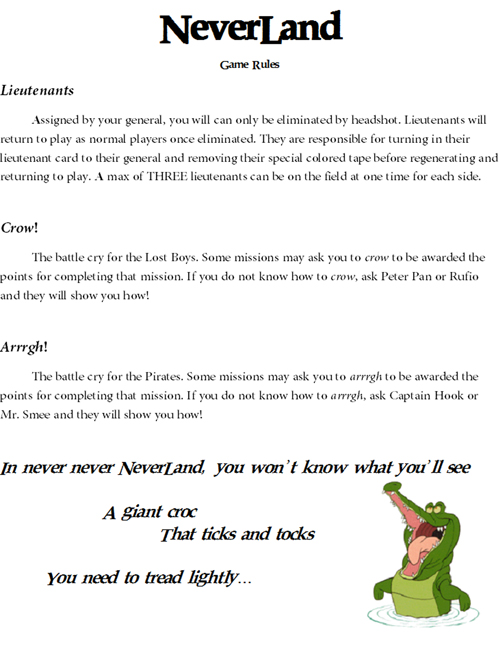 NeverLand
Game Rules
Lieutenants
Assigned by your general, you will can only be eliminated by headshot. Lieutenants will
return to play as normal players once eliminated. They are responsible for turning in their
lieutenant card to their general and removing their special colored tape before regenerating and
returning to play. A max of THREE lieutenants can be on the field at one time for each side.
Crow!
The battle cry for the Lost Boys. Some missions may ask you to crow to be awarded the
points for completing that mission. If you do not know how to crow, ask Peter Pan or Rufio
and they will show you how!
Arrrgh!
The battle cry for the Pirates. Some missions may ask you to arrrgh to be awarded the
points for completing that mission. If you do not know how to arrrgh, ask Captain Hook or
Mr. Smee and they will show you how!
In never never NeverLand, you won't know what you'll see
A giant croc
That ticks and tocks
You need to tread lightly...